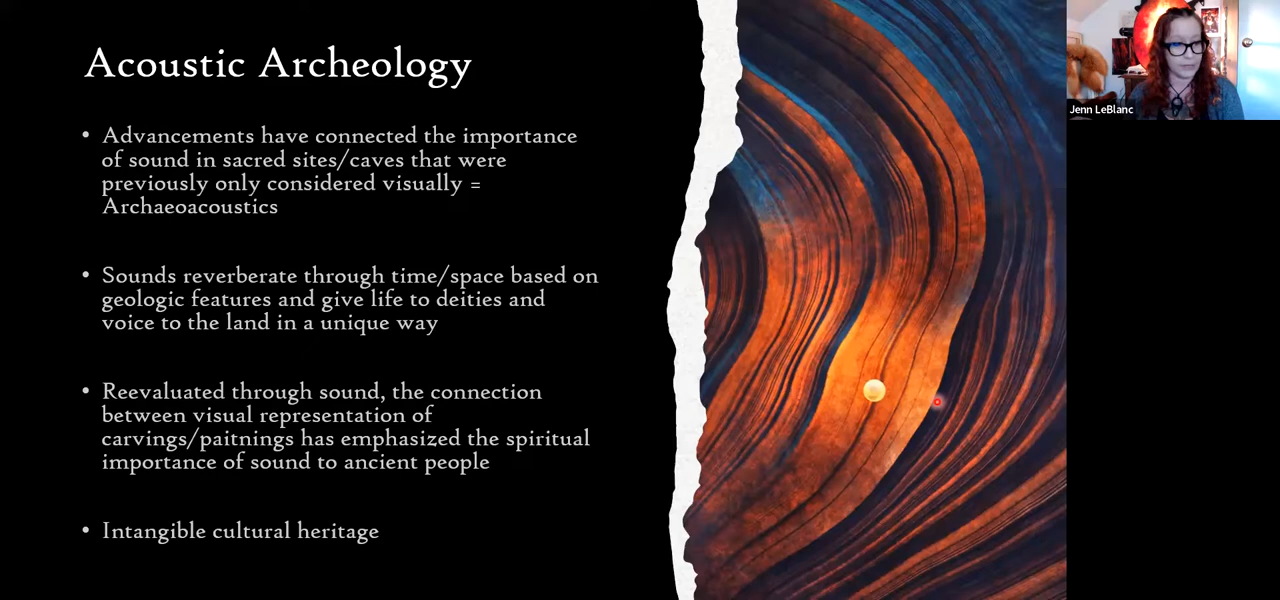 Acoustic Archeology
• Advancements have connected the importance
of sound in sacred sites/caves that were
previously only considered visually =
Archaeoacoustics
• Sounds reverberate through time/space based on
geologic features and give life to deities and
voice to the land in a unique way
• Reevaluated through sound, the connection
between visual representation of
carvings/paitnings has emphasized the spiritual
importance of sound to ancient people
• Intangible cultural heritage
Jenn LeBlanc